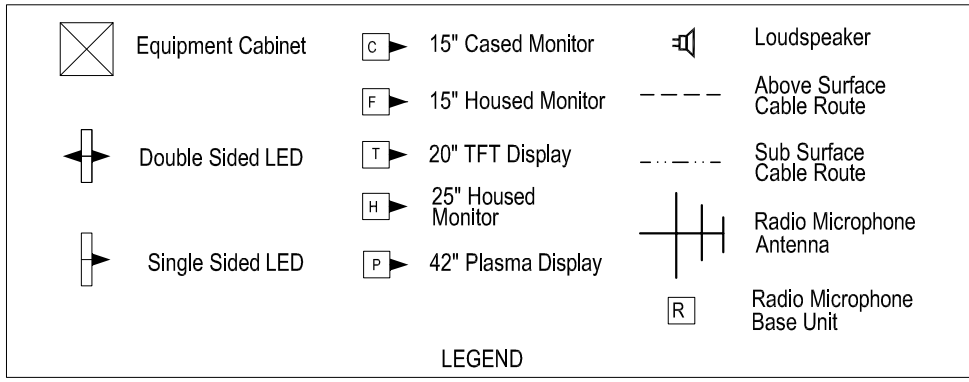 Equipment Cabinet
Double Sided LED
Single Sided LED
C
15" Cased Monitor
F
15" Housed Monitor
T
20" TFT Display
H
25" Housed
Monitor
P
42" Plasma Display
Loudspeaker
Above Surface
Cable Route
Sub Surface
Cable Route
Radio Microphone
Antenna
R
Radio Microphone
Base Unit
LEGEND